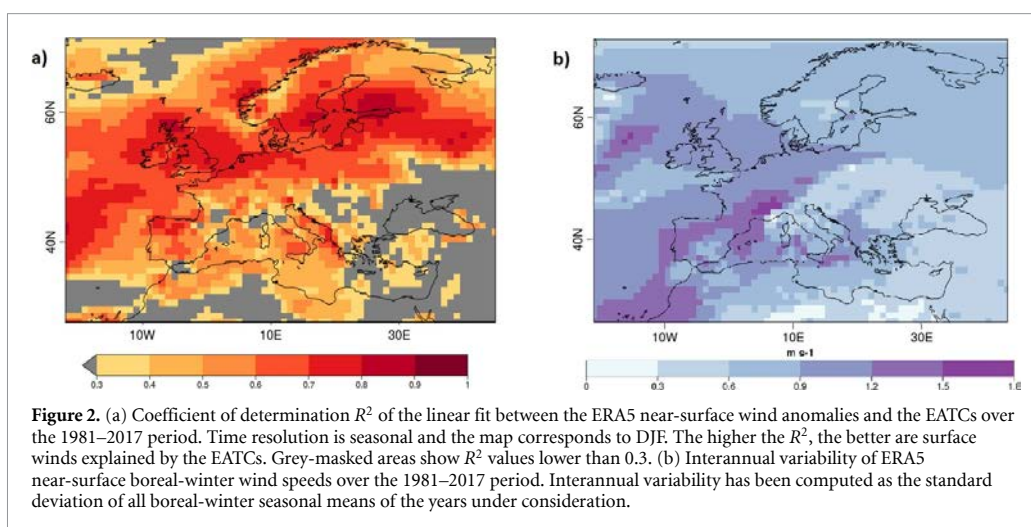 a)
60N
40N
10W
10E
30E
0.3
0.4
0.5
0.6
0.7
0.8
0.9
1
b)
60N
40N
10W
10E
30E
m s-1
0
0.3
0.6
0.9
1.2
1.5
1.8
Figure 2. (a) Coefficient of determination R² of the linear fit between the ERA5 near-surface wind anomalies and the EATCs over
the 1981–2017 period. Time resolution is seasonal and the map corresponds to DJF. The higher the R², the better are surface
winds explained by the EATCs. Grey-masked areas show R² values lower than 0.3. (b) Interannual variability of ERA5
near-surface boreal-winter wind speeds over the 1981–2017 period. Interannual variability has been computed as the standard
deviation of all boreal-winter seasonal means of the years under consideration.